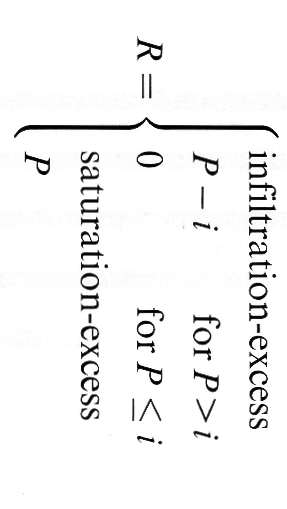 infiltration-excess
P − i for P > i
R = { 0 for P ≤ i
saturation-excess
P